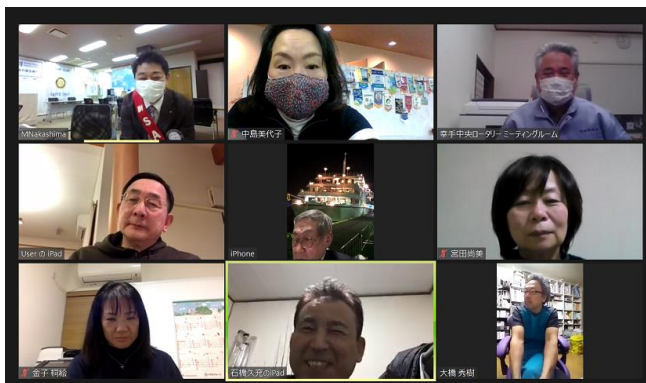 MNakashima
中島美代子
幸手中央ロータリーミーティングルーム
User の iPad
iPhone
宮田尚美
金子 桐絵
石橋久充のiPad
大橋 秀樹